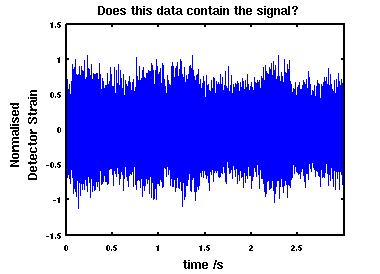 Does this data contain the signal?
1.5
1
0.5
0
-0.5
-1
-1.5
Normalised
Detector Strain
0 0.5 1 1.5 2 2.5
time /s